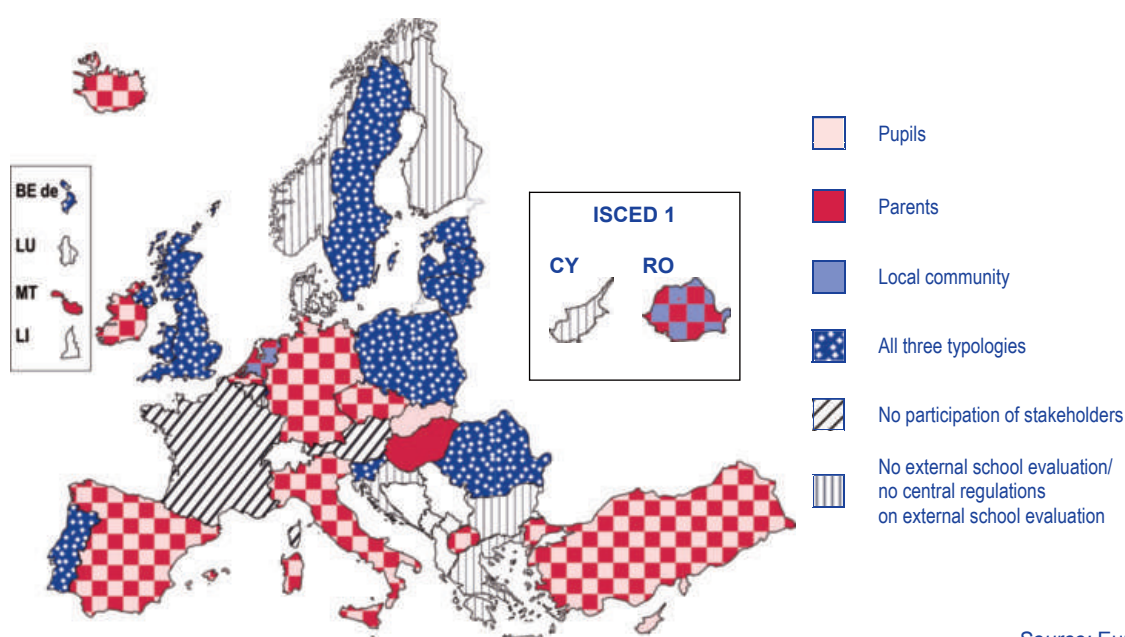 BE de
LU
MT
LI
ISCED 1
CY RO
Pupils
Parents
Local community
All three typologies
No participation of stakeholders
No external school evaluation/
no central regulations
on external school evaluation